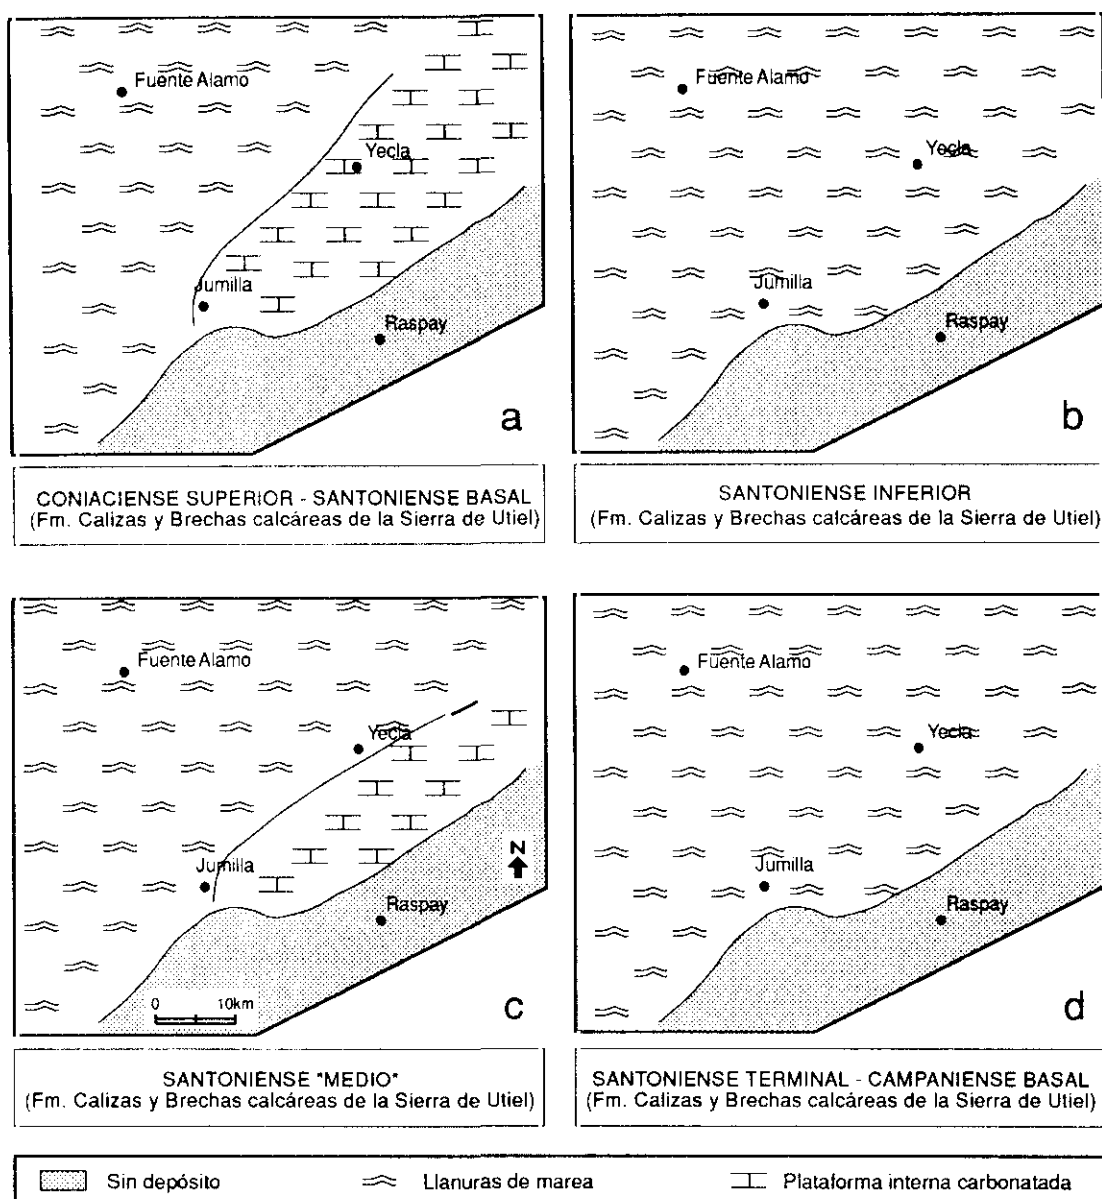 Fuente Alamo
Yecla
Jumilla
Raspay
a
CONIACIENSE SUPERIOR - SANTONIENSE BASAL
(Fm. Calizas y Brechas calcáreas de la Sierra de Utiel)
Fuente Alamo
Yecla
Jumilla
Raspay
b
SANTONIENSE INFERIOR
(Fm. Calizas y Brechas calcáreas de la Sierra de Utiel)
Fuente Alamo
Yecla
Jumilla
N
Raspay
0 10km
c
SANTONIENSE "MEDIO"
(Fm. Calizas y Brechas calcáreas de la Sierra de Utiel)
Fuente Alamo
Yecla
Jumilla
Raspay
d
SANTONIENSE TERMINAL - CAMPANIENSE BASAL
(Fm. Calizas y Brechas calcáreas de la Sierra de Utiel)
Sin depósito
Llanuras de marea
Plataforma interna carbonatada